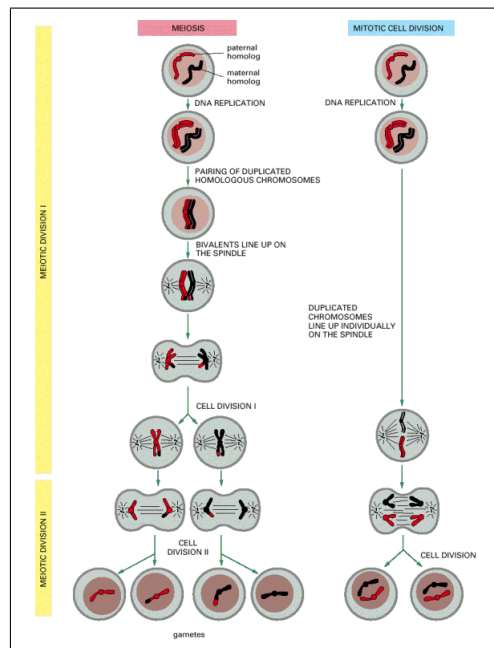 MEIOSIS
paternal
homolog
maternal
homolog
DNA REPLICATION
PAIRING OF DUPLICATED
HOMOLOGOUS CHROMOSOMES
BIVALENTS LINE UP ON
THE SPINDLE
CELL DIVISION I
CELL
DIVISION II
gametes
MEIOTIC DIVISION I
MEIOTIC DIVISION II
MITOTIC CELL DIVISION
DNA REPLICATION
DUPLICATED
CHROMOSOMES
LINE UP INDIVIDUALLY
ON THE SPINDLE
CELL DIVISION